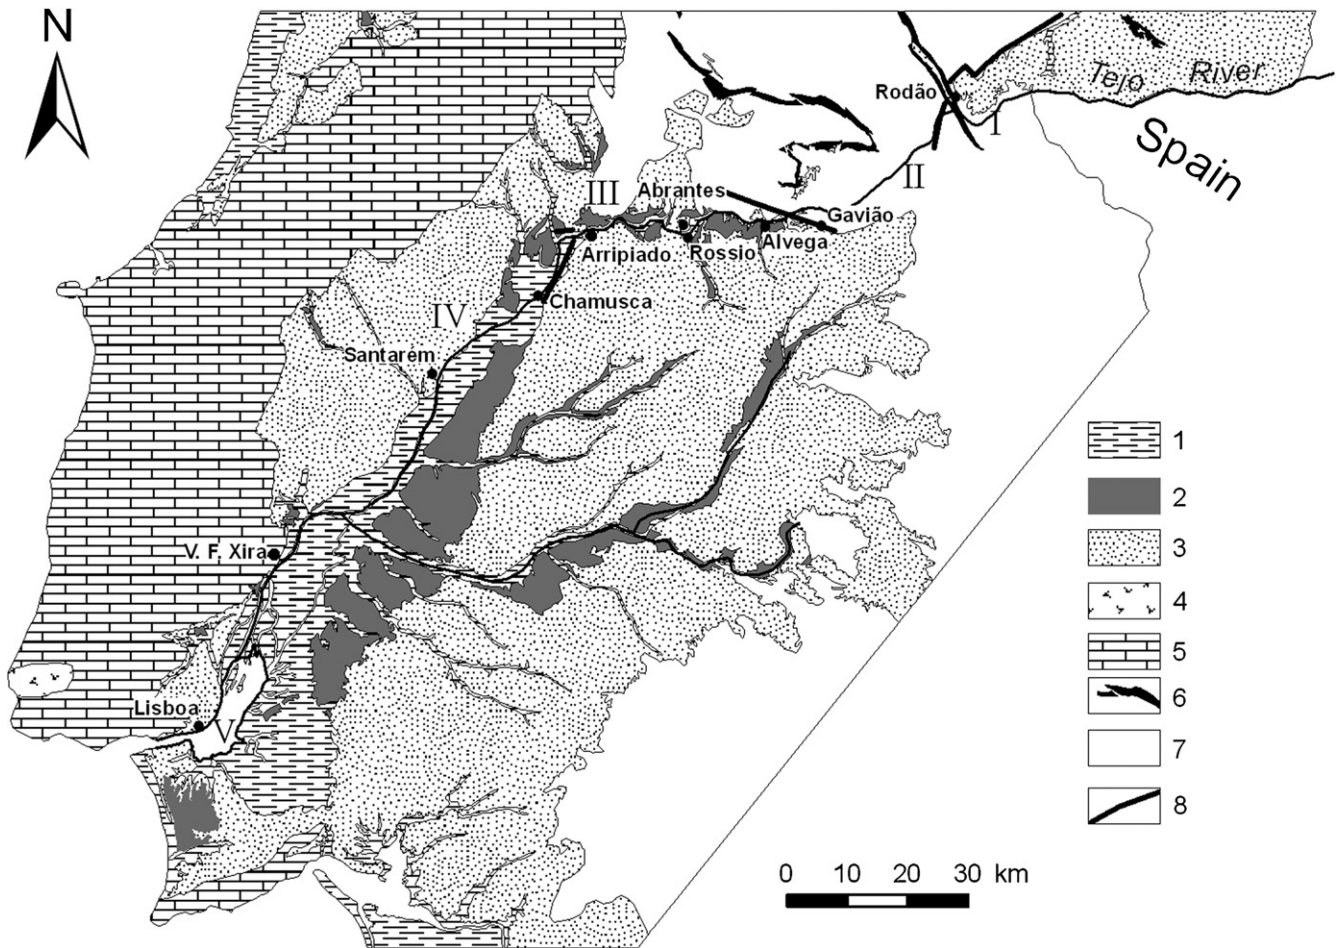 N
Tejo River
Rodão
I
Spain
II
III
Abrantes
Gavião
Arripiado
Rossio
Alvega
Chamusca
IV
Santarem
V. F. Xira
Lisboa
V
1
2
3
4
5
6
7
8
0 10 20 30 km